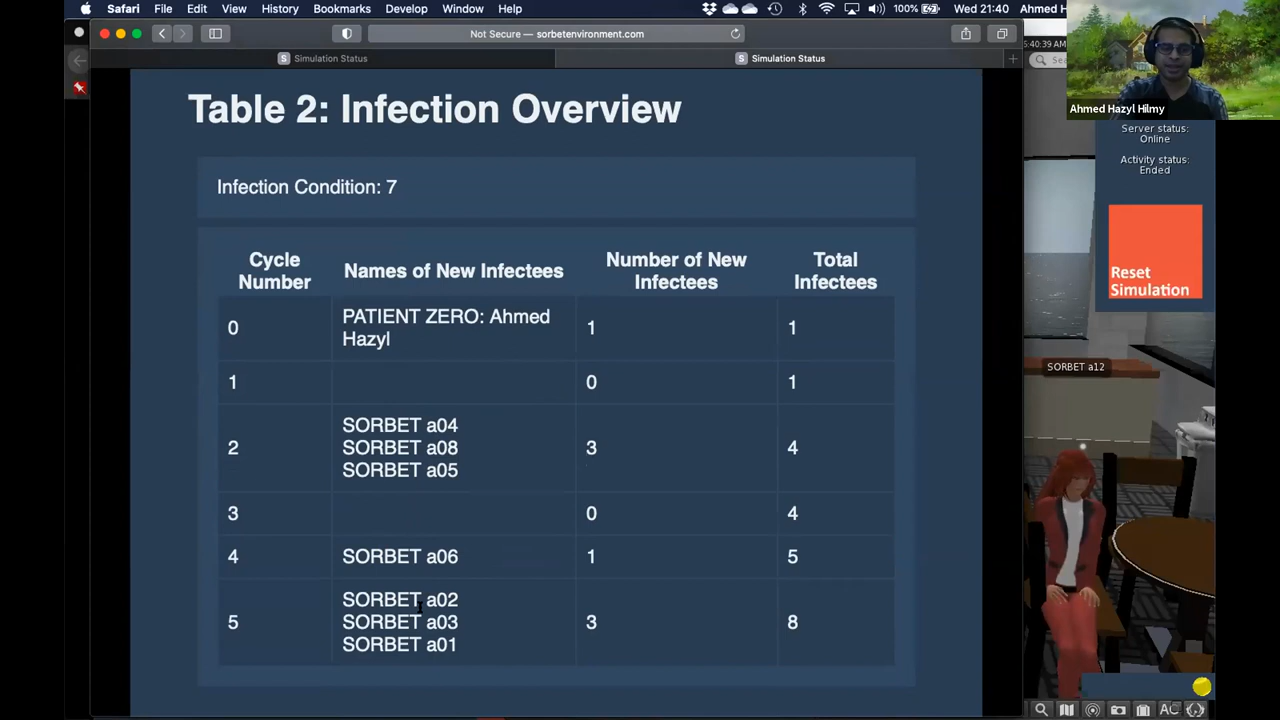 Safari File Edit View History Bookmarks Develop Window Help 100% Wed 21:40 Ahmed H
Not Secure — sorbetenvironment.com
Simulation Status
Simulation Status
6:40:39 AM
Ahmed Hazyl Hilmy
Server status:
Online
Activity status:
Ended
Reset
Simulation
SORBET a12
Table 2: Infection Overview
Infection Condition: 7
Cycle Number Names of New Infectees Number of New Infectees Total Infectees
0 PATIENT ZERO: Ahmed Hazyl 1 1
1 0 1
2 SORBET a04 3 4
SORBET a08
SORBET a05
3 0 4
4 SORBET a06 1 5
5 SORBET a02 3 8
SORBET a03
SORBET a01